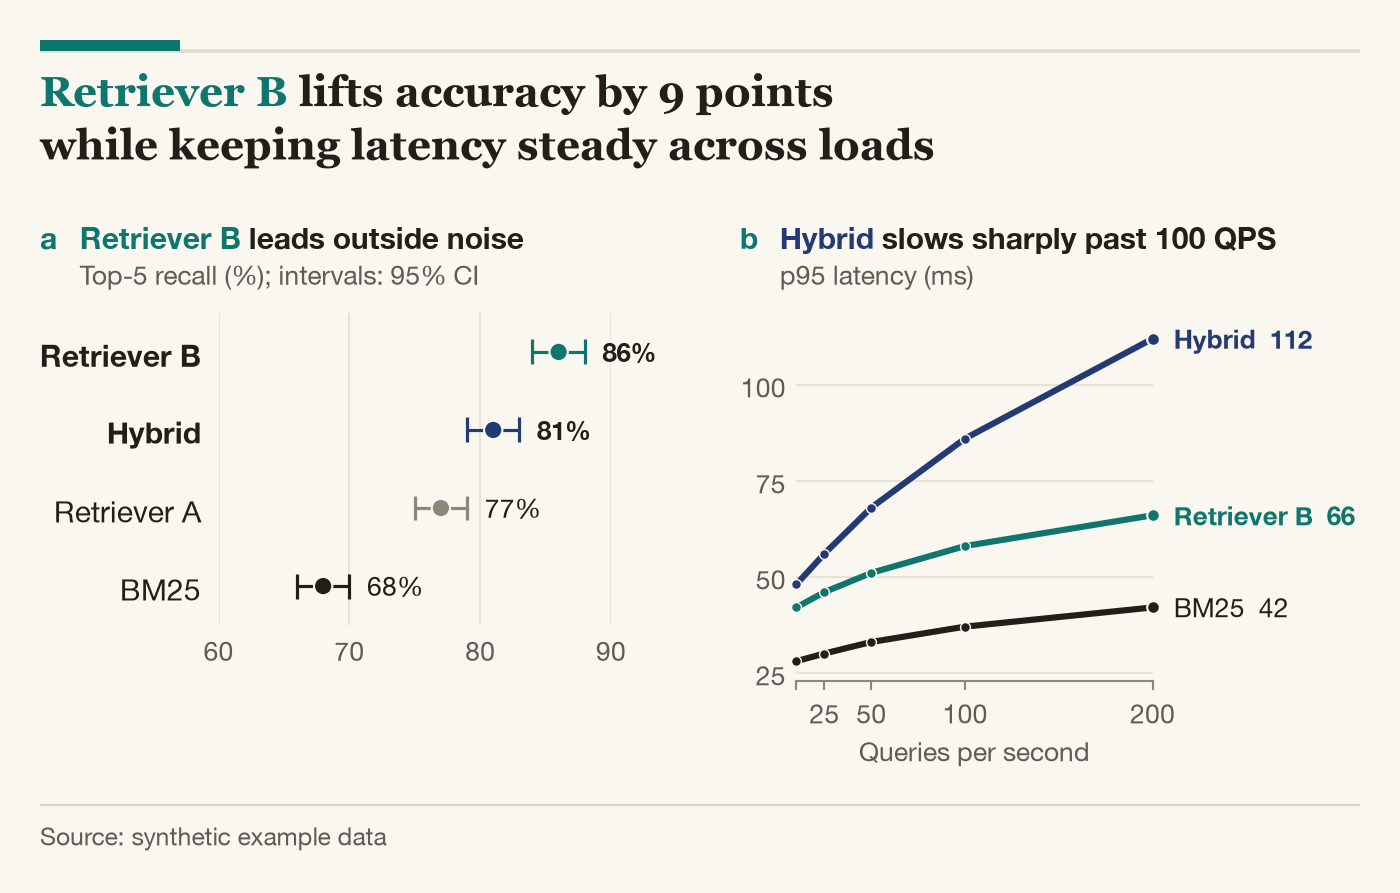 Retriever B lifts accuracy by 9 points
while keeping latency steady across loads
a Retriever B leads outside noise
Top-5 recall (%); intervals: 95% CI
Retriever B 86%
Hybrid 81%
Retriever A 77%
BM25 68%
60 70 80 90
b Hybrid slows sharply past 100 QPS
p95 latency (ms)
Hybrid 112
100
75
Retriever B 66
50
BM25 42
25
25 50 100 200
Queries per second
Source: synthetic example data